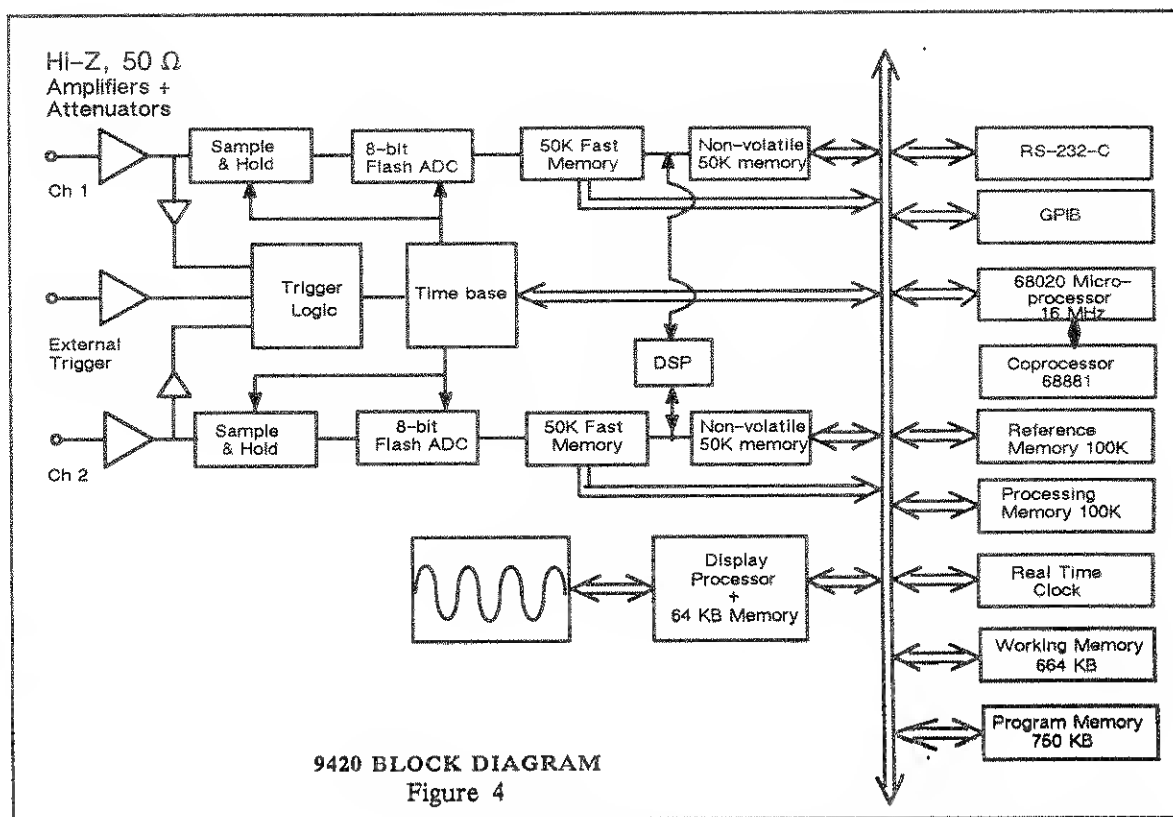 Hi-Z, 50 Ω
Amplifiers +
Attenuators
Ch 1
Sample
& Hold
8-bit
Flash ADC
50K Fast
Memory
Non-volatile
50K memory
RS-232-C
GPIB
External
Trigger
Trigger
Logic
Time base
68020 Micro-
processor
16 MHz
DSP
Coprocessor
68881
Ch 2
Sample
& Hold
8-bit
Flash ADC
50K Fast
Memory
Non-volatile
50K memory
Reference
Memory 100K
Processing
Memory 100K
Display
Processor
+
64 KB Memory
Real Time
Clock
Working Memory
664 KB
Program Memory
750 KB
9420 BLOCK DIAGRAM
Figure 4